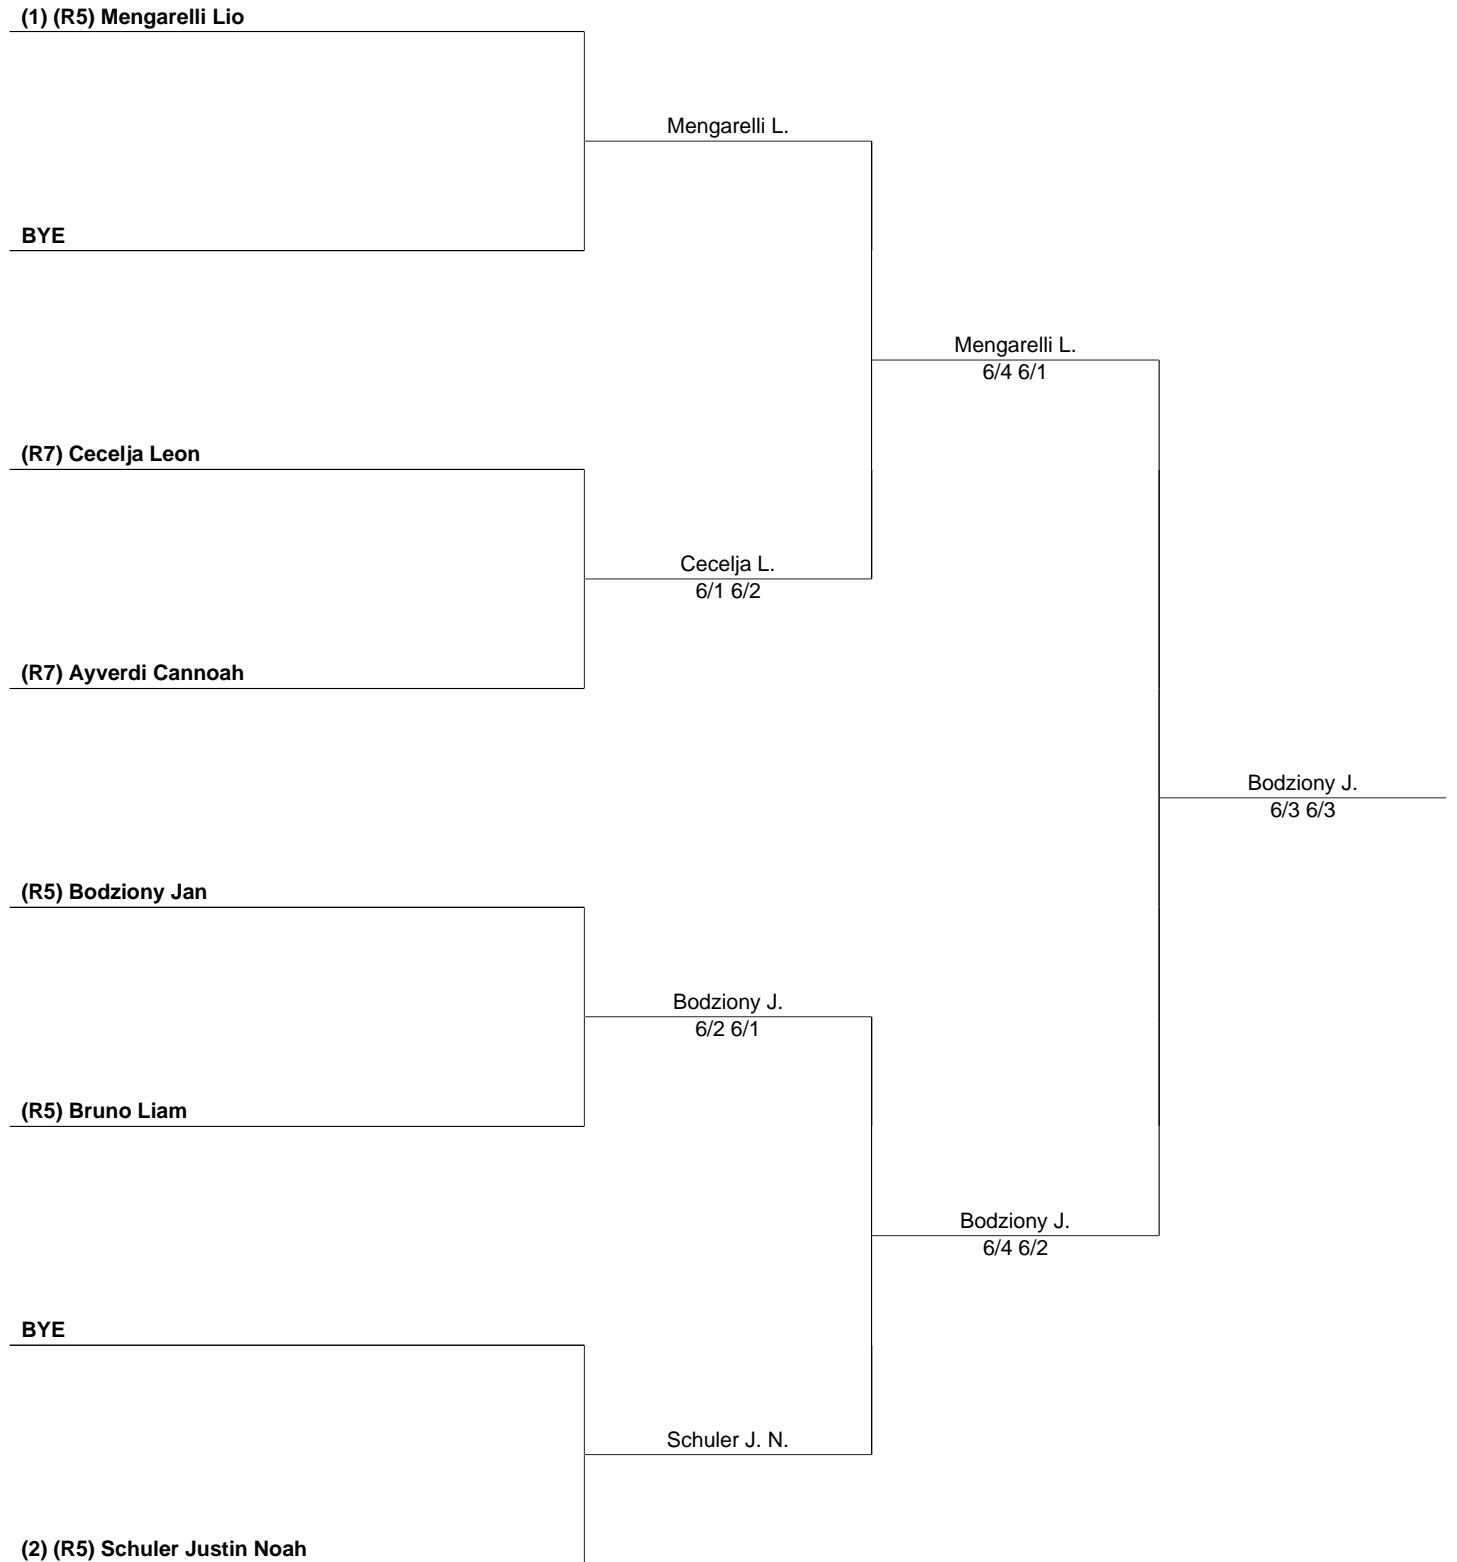 (1) (R5) Mengarelli Lio
Mengarelli L.
BYE
Mengarelli L.
6/4 6/1
(R7) Cecelja Leon
Cecelja L.
6/1 6/2
(R7) Ayverdi Cannoah
Bodziony J.
6/3 6/3
(R5) Bodziony Jan
Bodziony J.
6/2 6/1
(R5) Bruno Liam
Bodziony J.
6/4 6/2
BYE
Schuler J. N.
(2) (R5) Schuler Justin Noah